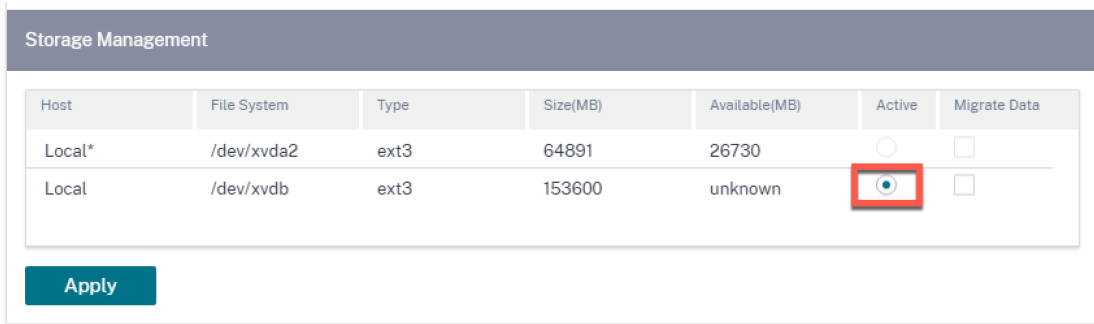 Storage Management
Host File System Type Size(MB) Available(MB) Active Migrate Data
Local* /dev/xvda2 ext3 64891 26730
Local /dev/xvdb ext3 153600 unknown
Apply